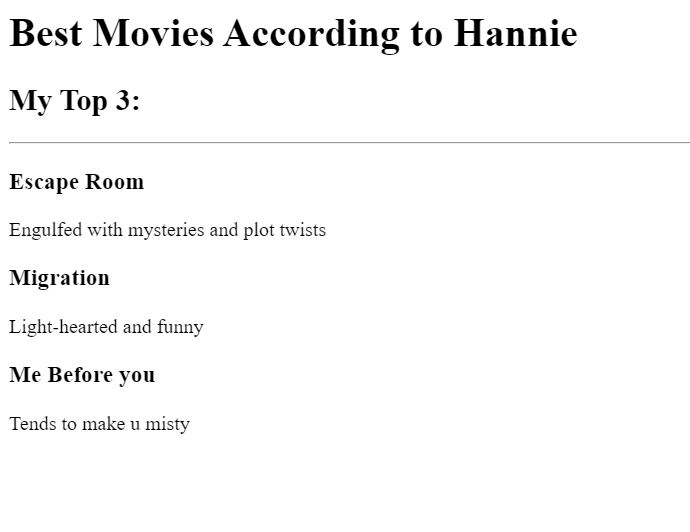 Best Movies According to Hannie
My Top 3:
Escape Room
Engulfed with mysteries and plot twists
Migration
Light-hearted and funny
Me Before you
Tends to make u misty